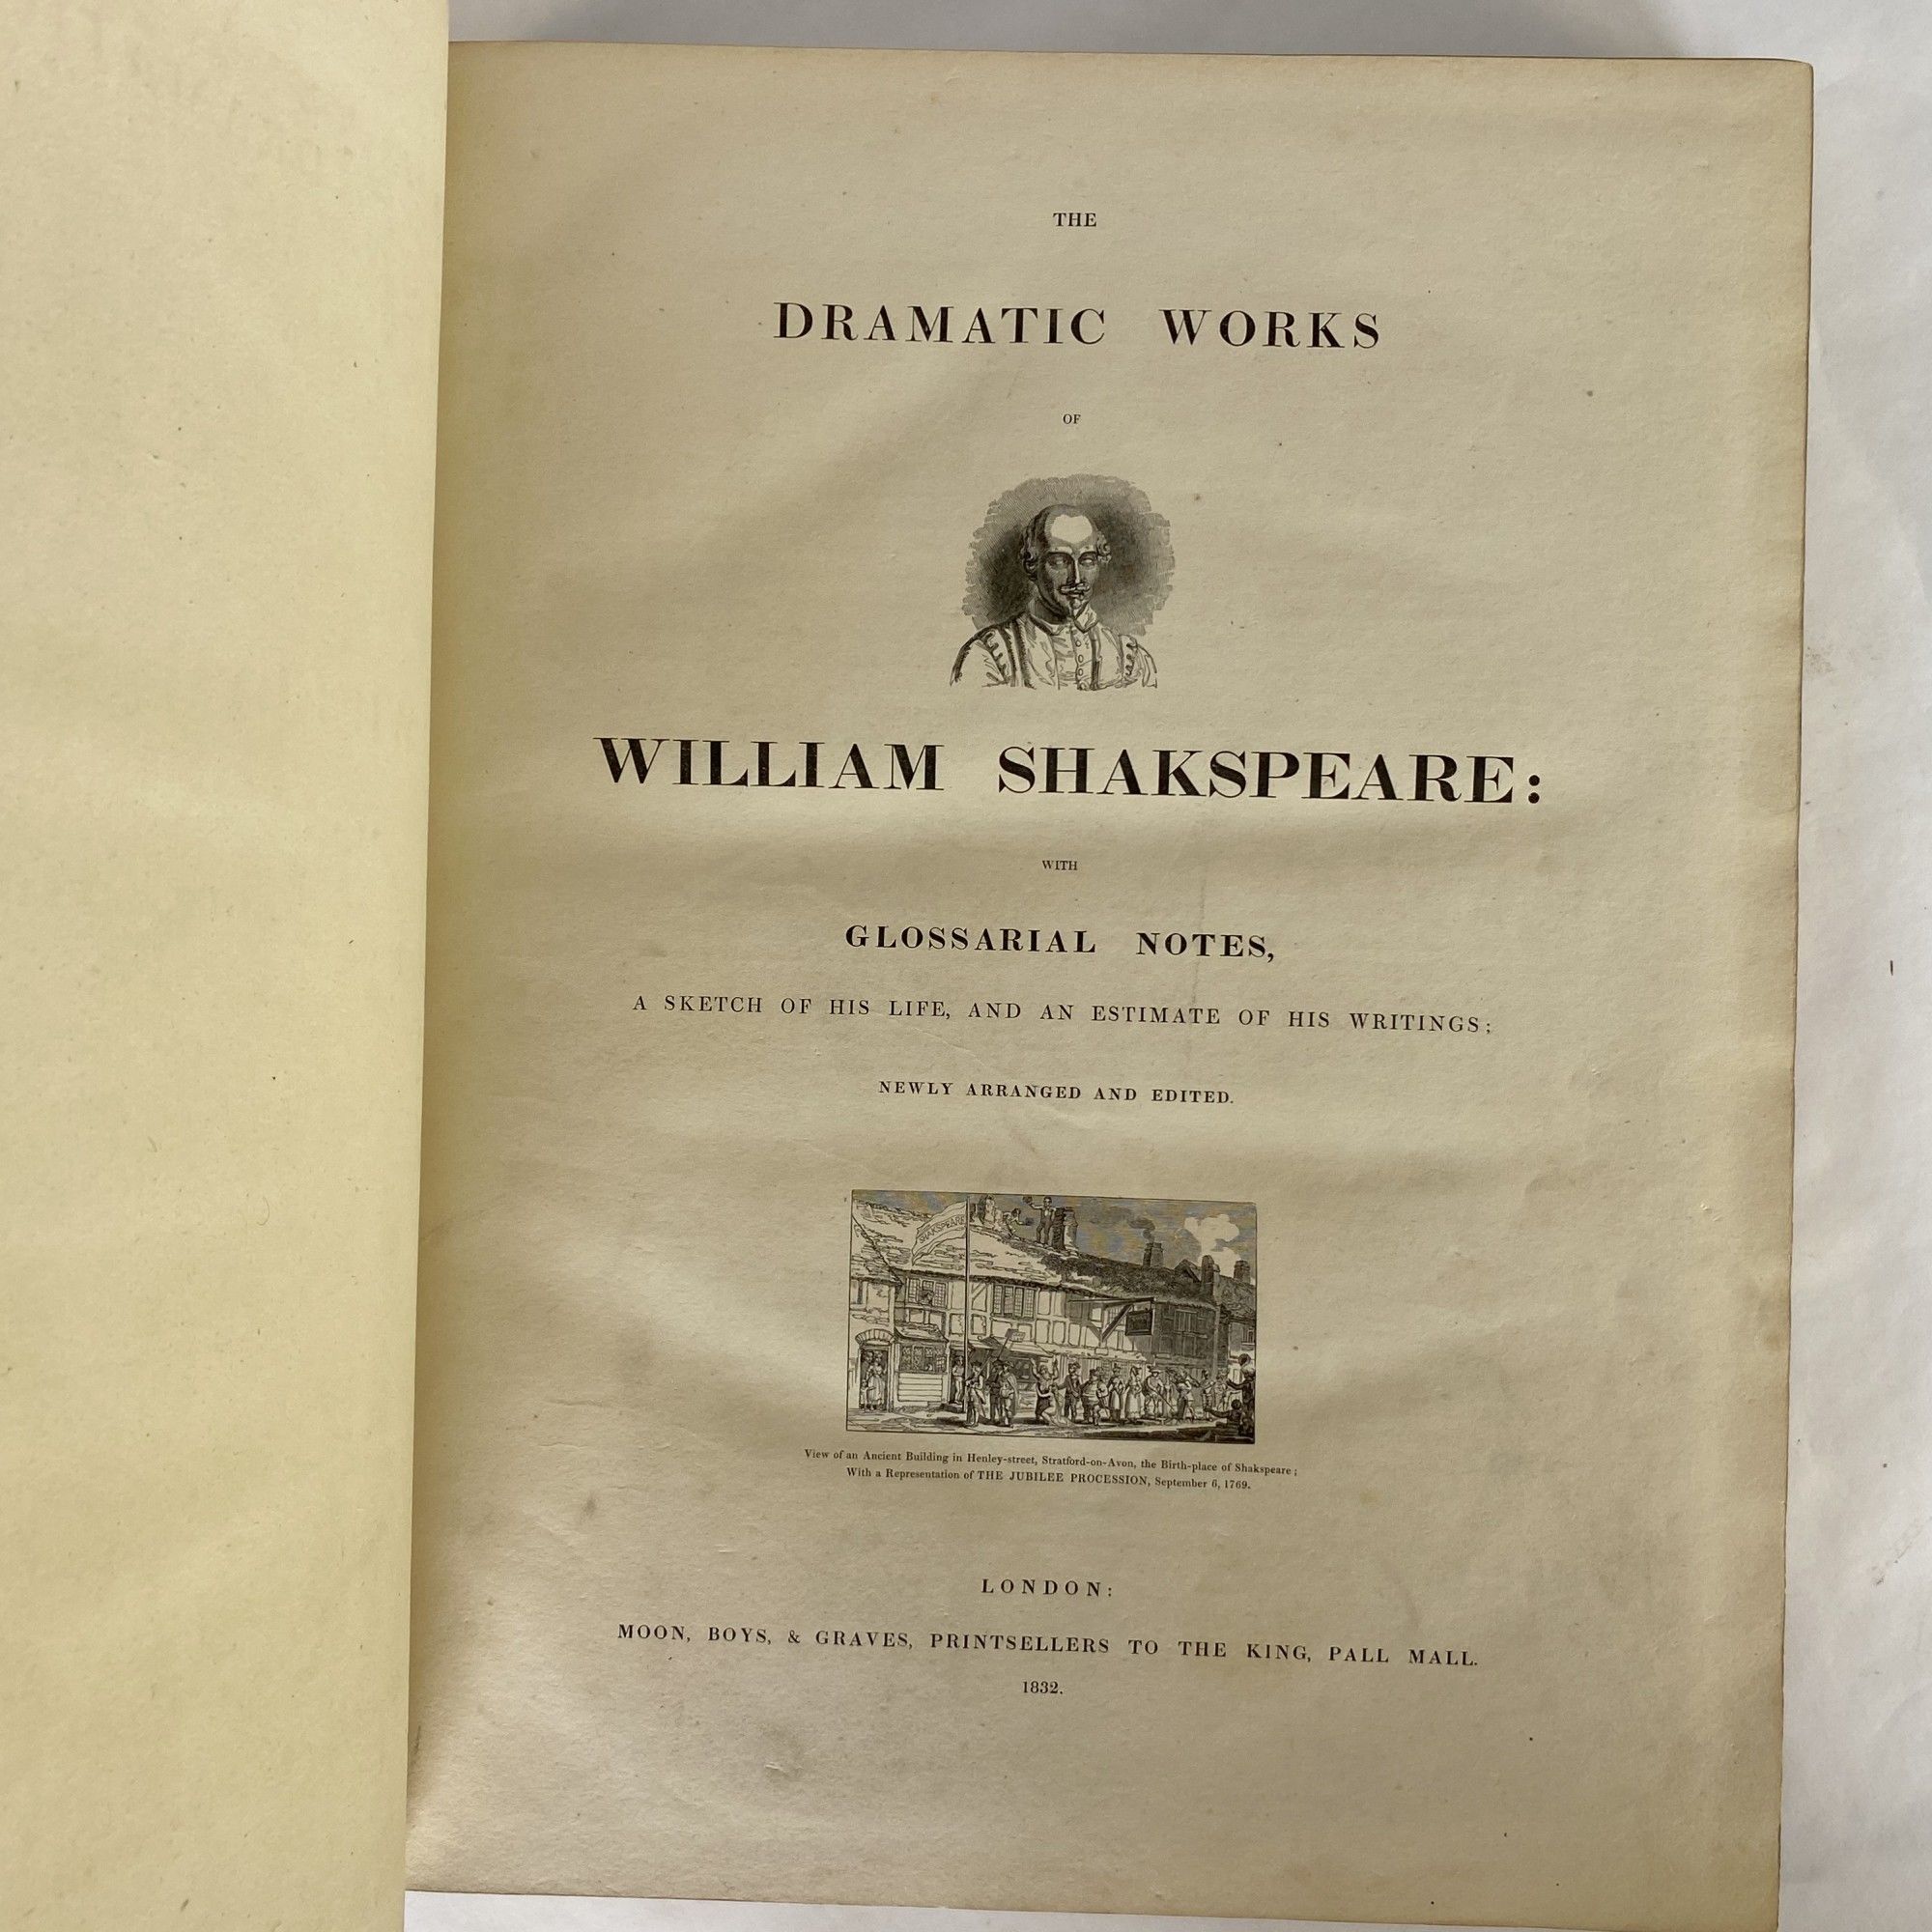 THE
DRAMATIC WORKS
OF
WILLIAM SHAKSPEARE:
WITH
GLOSSARIAL NOTES,
A SKETCH OF HIS LIFE, AND AN ESTIMATE OF HIS WRITINGS;
NEWLY ARRANGED AND EDITED.
SHAKSPEARE
View of an Ancient Building in Henley-street, Stratford-on-Avon, the Birth-place of Shakspeare;
With a Representation of THE JUBILEE PROCESSION, September 6, 1769.
LONDON:
MOON, BOYS, & GRAVES, PRINTSELLERS TO THE KING, PALL MALL.
1832.